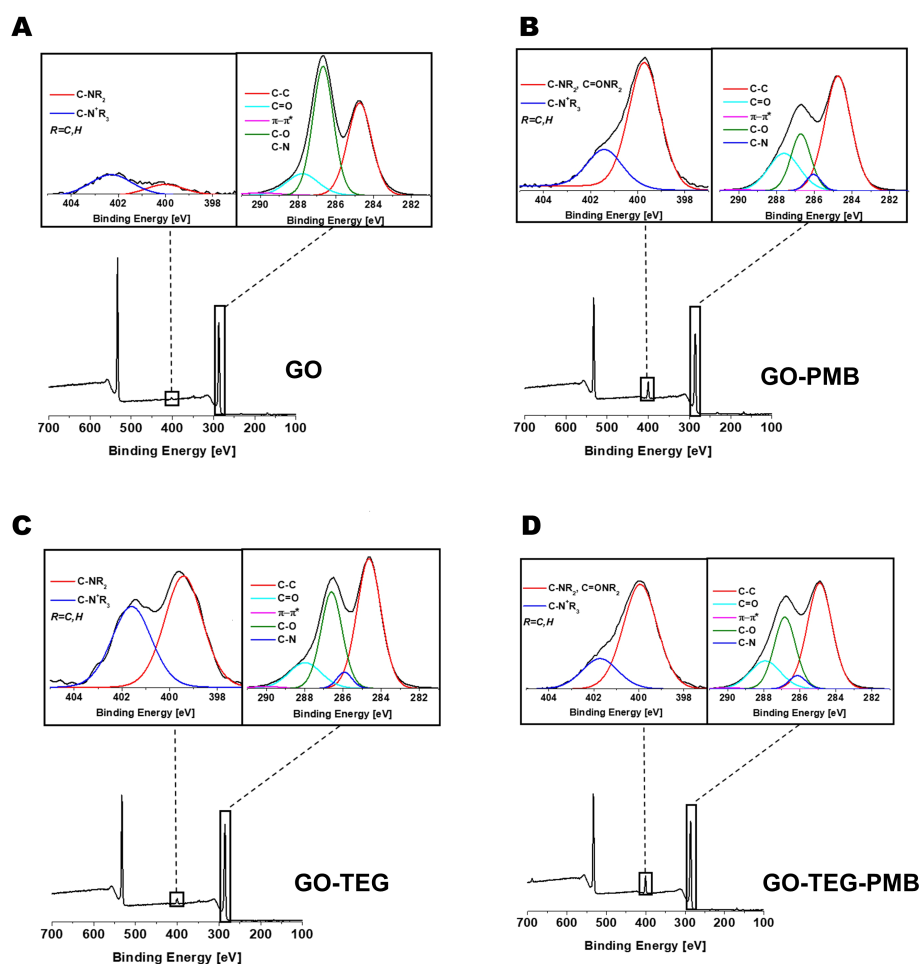 A
C-NR2
C-N+R3
R=C,H
404 402 400 398
Binding Energy [eV]
C-C
C=O
π-π*
C-O
C-N
290 288 286 284 282
Binding Energy [eV]
GO
700 600 500 400 300 200 100
Binding Energy [eV]
B
C-NR2, C=ONR2
C-N+R3
R=C,H
404 402 400 398
Binding Energy [eV]
C-C
C=O
π-π*
C-O
C-N
290 288 286 284 282
Binding Energy [eV]
GO-PMB
700 600 500 400 300 200 100
Binding Energy [eV]
C
C-NR2
C-N+R3
R=C,H
404 402 400 398
Binding Energy [eV]
C-C
C=O
π-π*
C-O
C-N
290 288 286 284 282
Binding Energy [eV]
GO-TEG
700 600 500 400 300 200 100
Binding Energy [eV]
D
C-NR2, C=ONR2
C-N+R3
R=C,H
404 402 400 398
Binding Energy [eV]
C-C
C=O
π-π*
C-O
C-N
290 288 286 284 282
Binding Energy [eV]
GO-TEG-PMB
700 600 500 400 300 200 100
Binding Energy [eV]